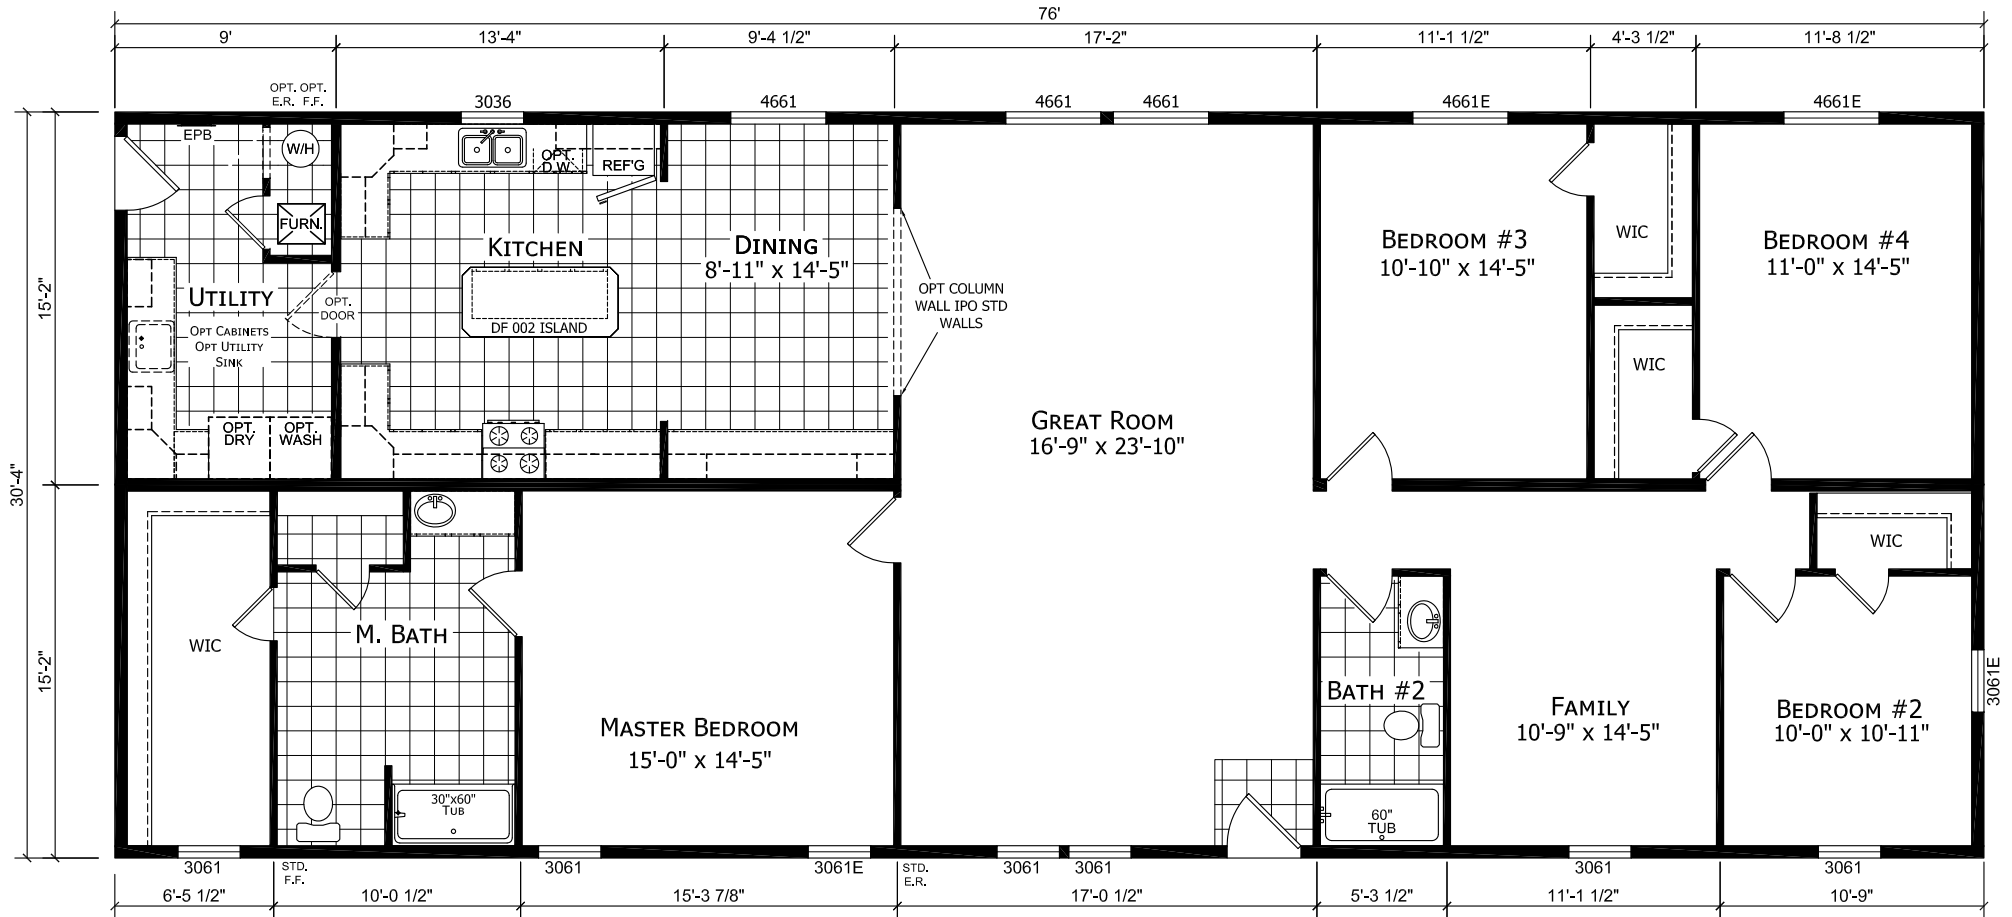 76'
9'
13'-4"
9'-4 1/2"
17'-2"
11'-1 1/2"
4'-3 1/2"
11'-8 1/2"
OPT. OPT.
E.R. F.F.
3036
4661
4661
4661
4661E
4661E
EPB
W/H
OPT.
D.W.
REF'G
FURN.
KITCHEN
DINING
8'-11" x 14'-5"
BEDROOM #3
10'-10" x 14'-5"
WIC
BEDROOM #4
11'-0" x 14'-5"
UTILITY
OPT.
DOOR
OPT CABINETS
OPT UTILITY
SINK
DF 002 ISLAND
OPT COLUMN
WALL IPO STD
WALLS
WIC
15'-2"
30'-4"
15'-2"
OPT.
DRY
OPT.
WASH
GREAT ROOM
16'-9" x 23'-10"
WIC
WIC
M. BATH
MASTER BEDROOM
15'-0" x 14'-5"
BATH #2
FAMILY
10'-9" x 14'-5"
BEDROOM #2
10'-0" x 10'-11"
3061E
30"x60"
TUB
60"
TUB
3061
STD.
F.F.
3061
3061E
STD.
E.R.
3061
3061
3061
3061
6'-5 1/2"
10'-0 1/2"
15'-3 7/8"
17'-0 1/2"
5'-3 1/2"
11'-1 1/2"
10'-9"